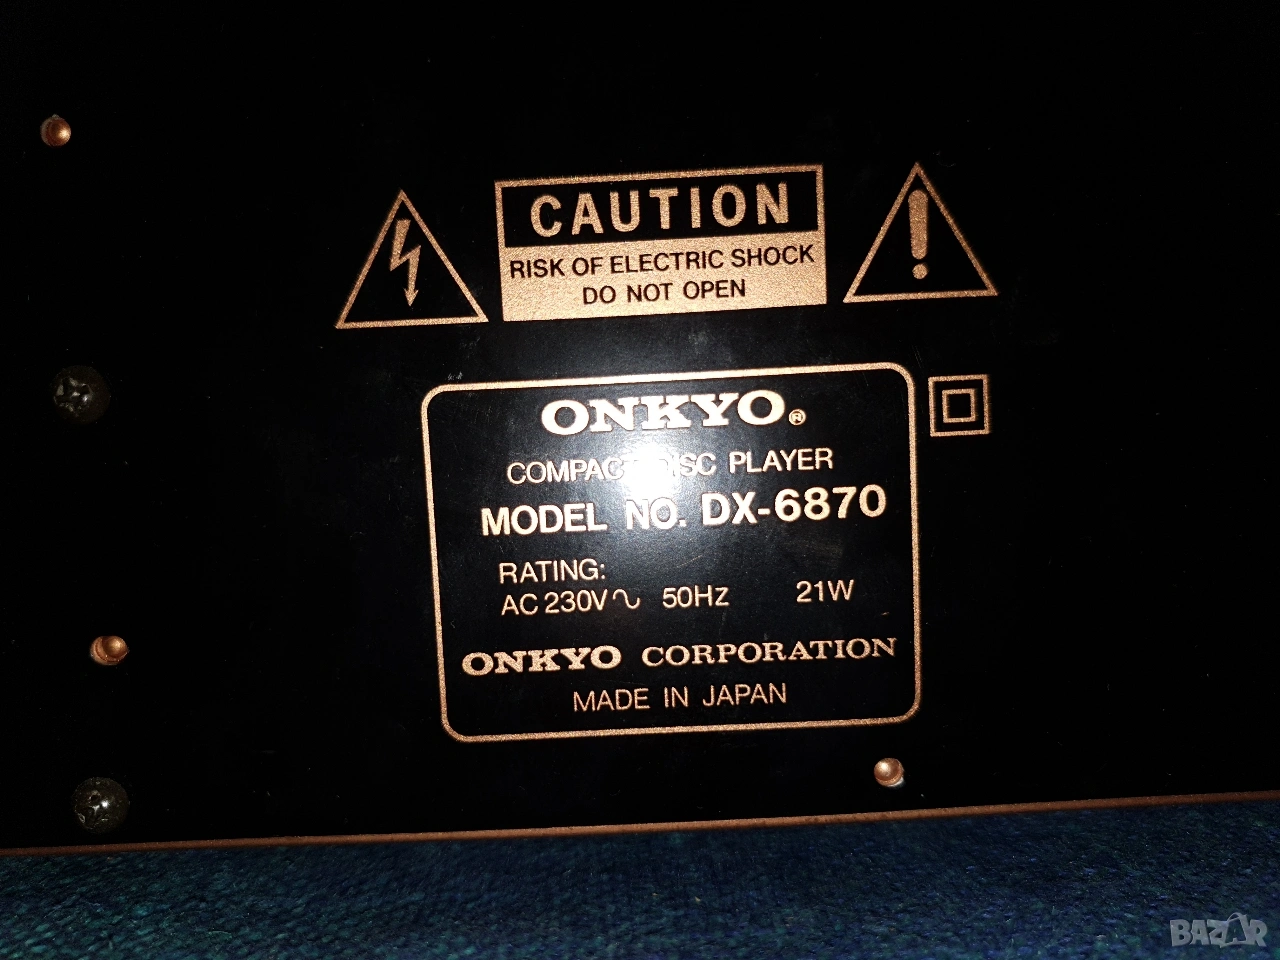 CAUTION
RISK OF ELECTRIC SHOCK
DO NOT OPEN
ONKYO®
COMPACT DISC PLAYER
MODEL NO. DX-6870
RATING:
AC 230V∿ 50Hz 21W
ONKYO CORPORATION
MADE IN JAPAN
BAZAR